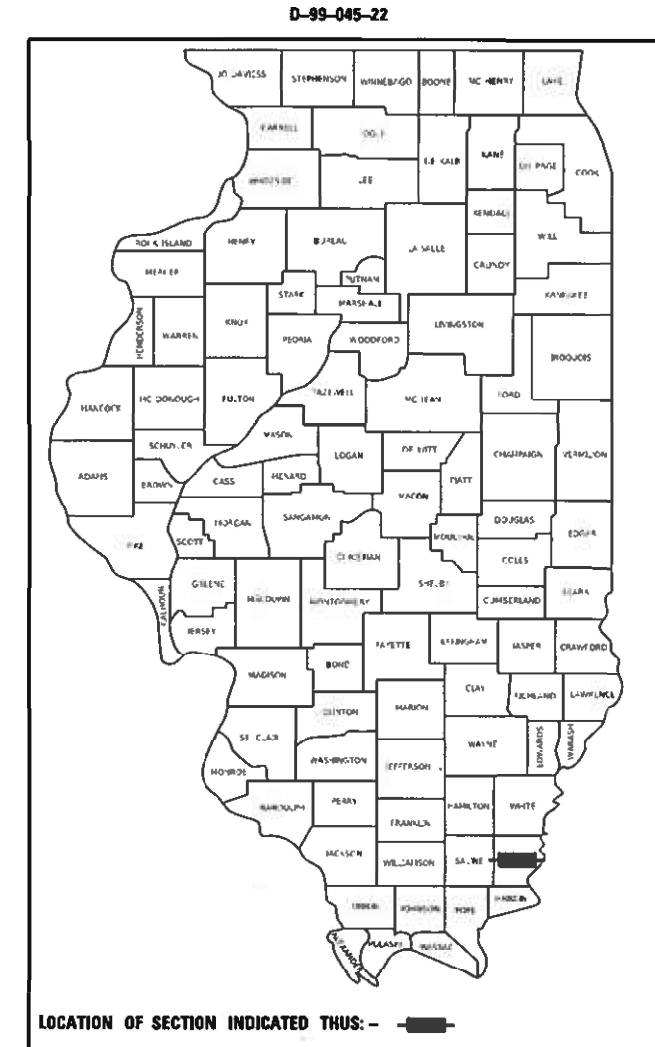 D-99-045-22
JO DAVIESS STEPHENSON WINNEBAGO BOONE MC HENRY LAKE
CARROLL OGLE DE KALB KANE DU PAGE COOK
WHITESIDE LEE KENDALL WILL
ROCK ISLAND HENRY BUREAU LA SALLE GRUNDY
MERCER PUTNAM KANKAKEE
HENDERSON WARREN KNOX STARK MARSHALL LIVINGSTON
PEORIA WOODFORD IROQUOIS
HANCOCK MC DONOUGH FULTON TAZEWELL MC LEAN FORD
SCHUYLER MASON LOGAN DE WITT CHAMPAIGN VERMILION
ADAMS BROWN CASS MENARD MACON PIATT
PIKE SCOTT MORGAN SANGAMON MOULTRIE DOUGLAS EDGAR
CHRISTIAN COLES
CALHOUN GREENE MACOUPIN MONTGOMERY SHELBY CUMBERLAND CLARK
JERSEY FAYETTE EFFINGHAM JASPER CRAWFORD
MADISON BOND CLAY RICHLAND LAWRENCE
CLINTON MARION
ST. CLAIR WASHINGTON WAYNE EDWARDS WABASH
MONROE JEFFERSON
RANDOLPH PERRY HAMILTON WHITE
FRANKLIN
JACKSON WILLIAMSON SALINE
UNION JOHNSON POPE HARDIN
ALEXANDER PULASKI MASSAC
LOCATION OF SECTION INDICATED THUS: -